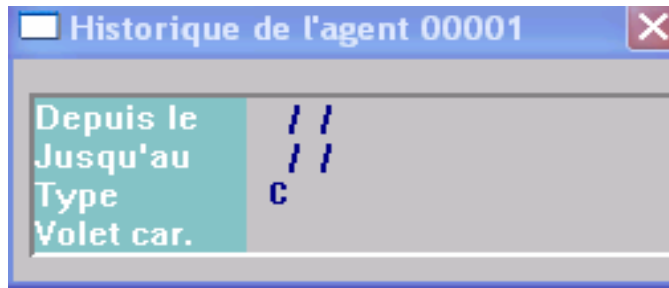 Historique de l'agent 00001
Depuis le / /
Jusqu'au / /
Type C
Volet car.